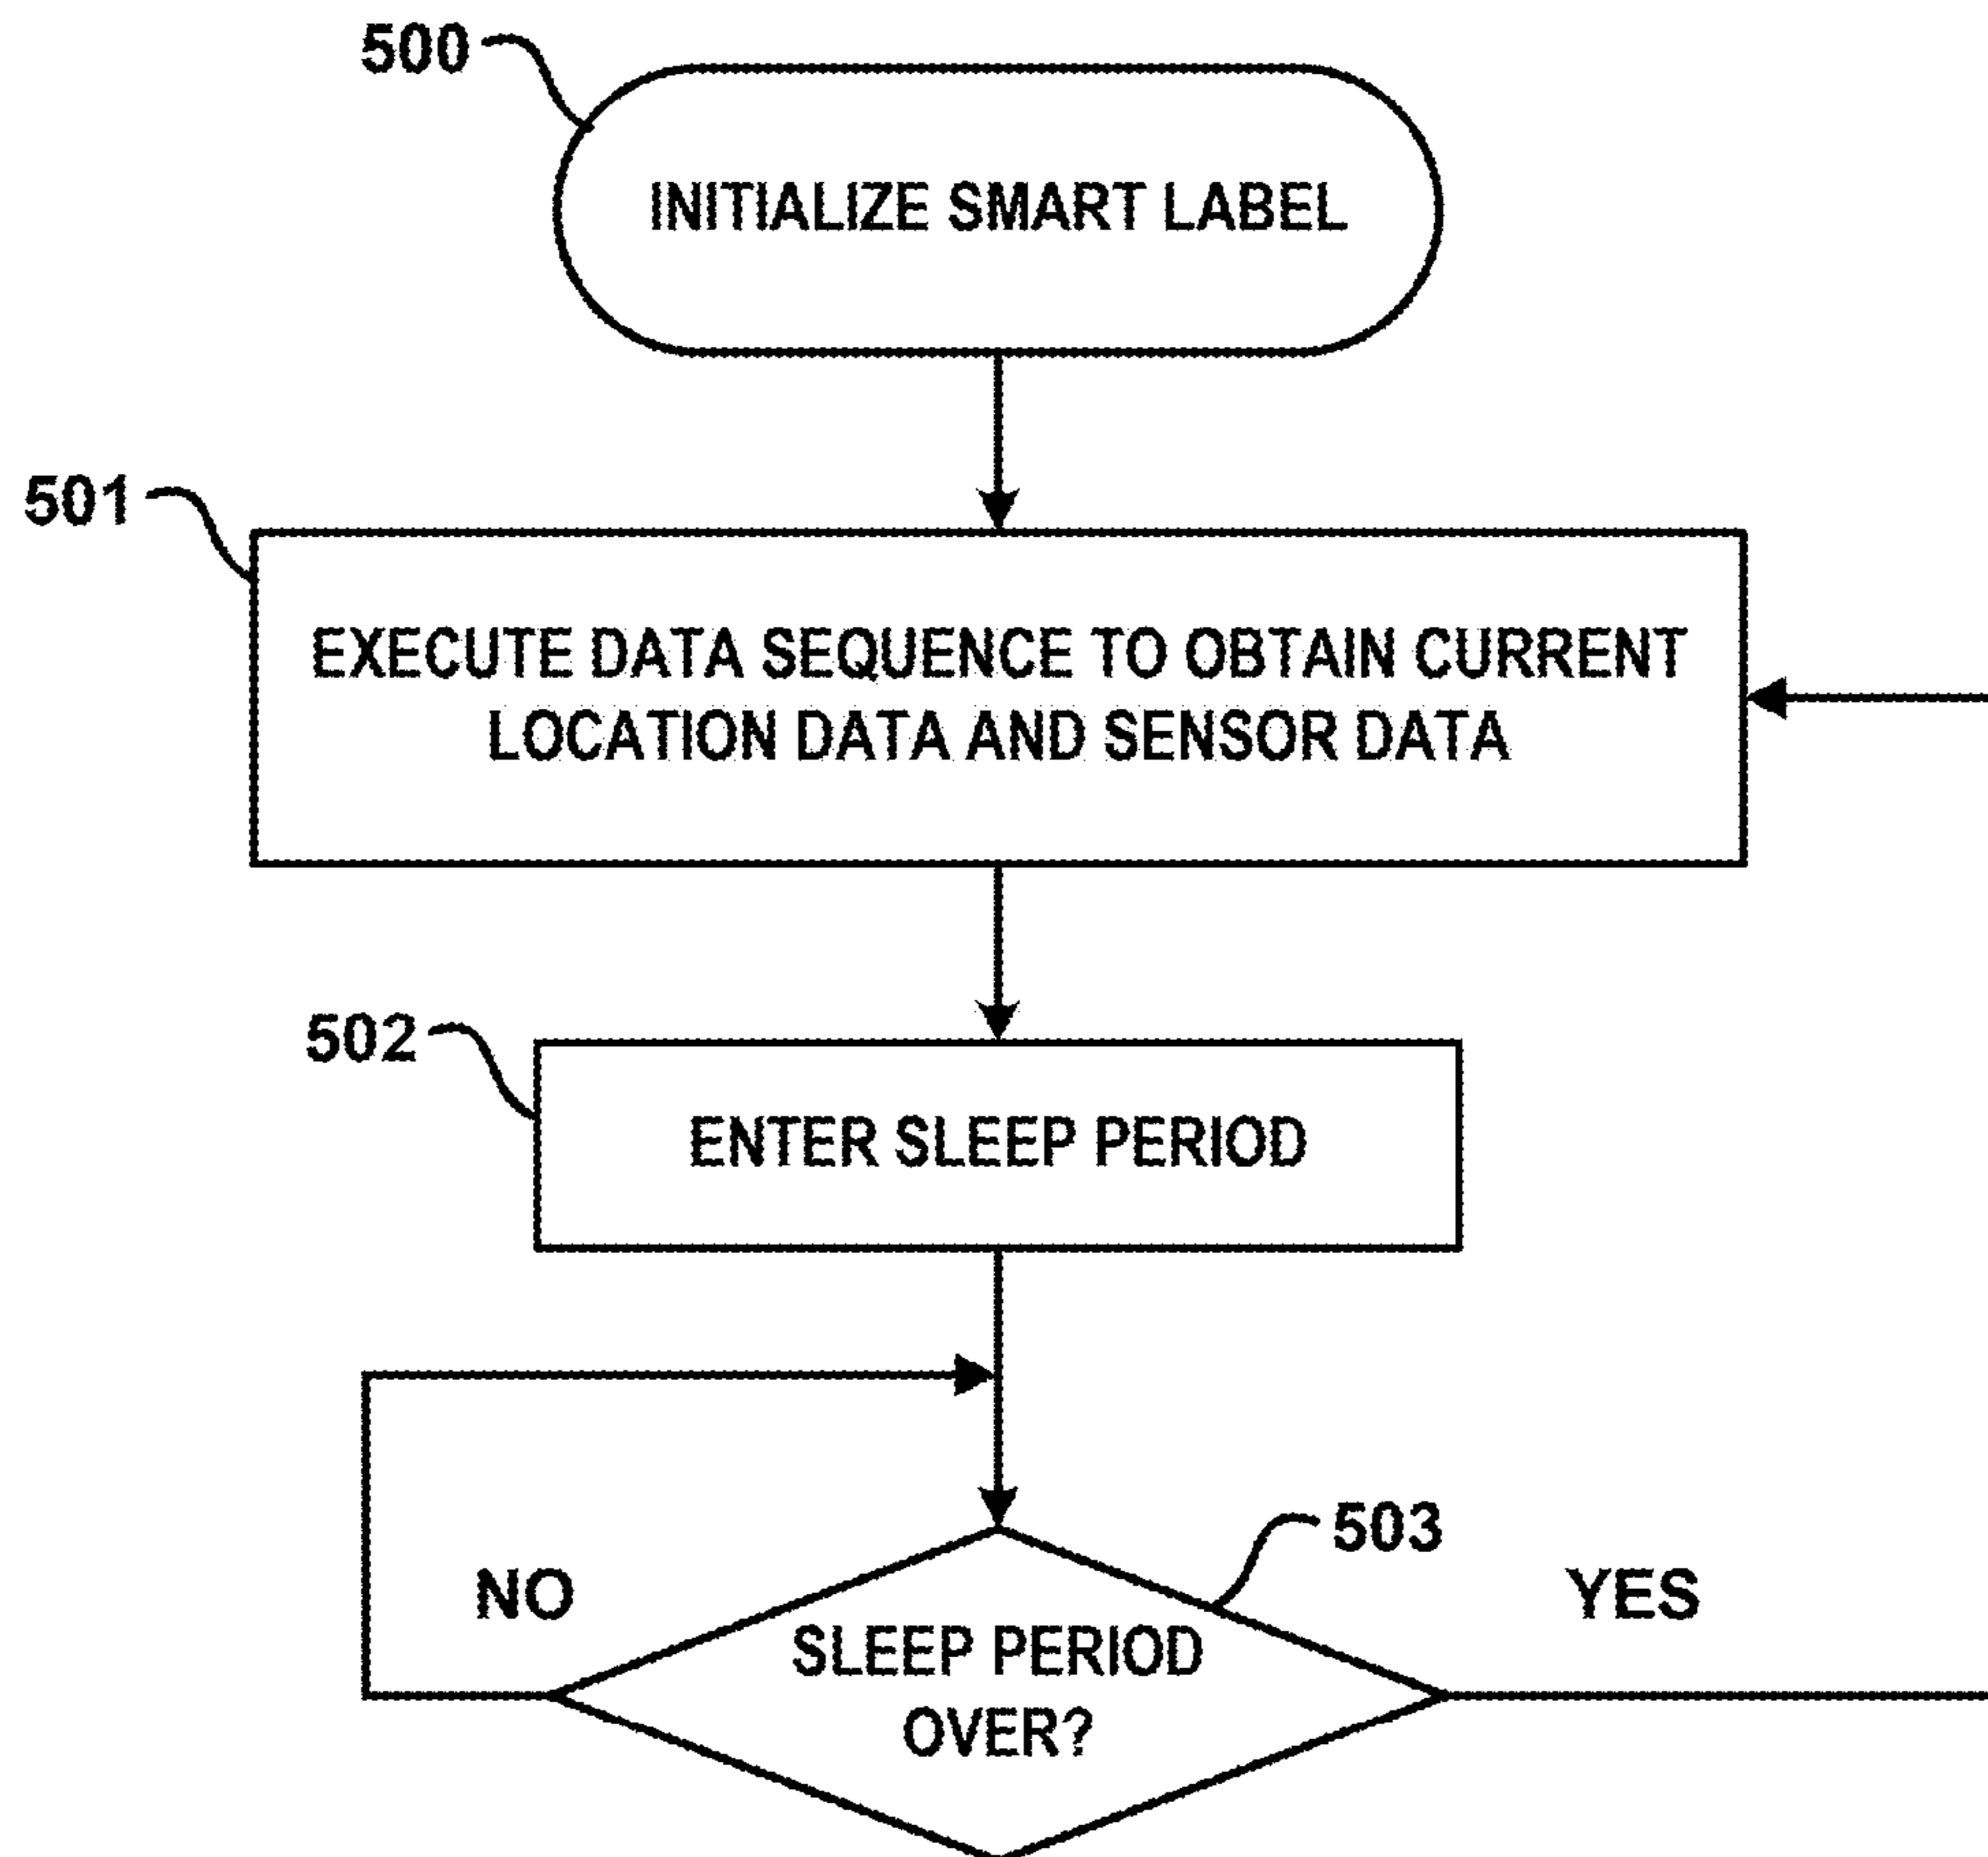 500
INITIALIZE SMART LABEL
501
EXECUTE DATA SEQUENCE TO OBTAIN CURRENT
LOCATION DATA AND SENSOR DATA
502
ENTER SLEEP PERIOD
503
NO
YES
SLEEP PERIOD
OVER?